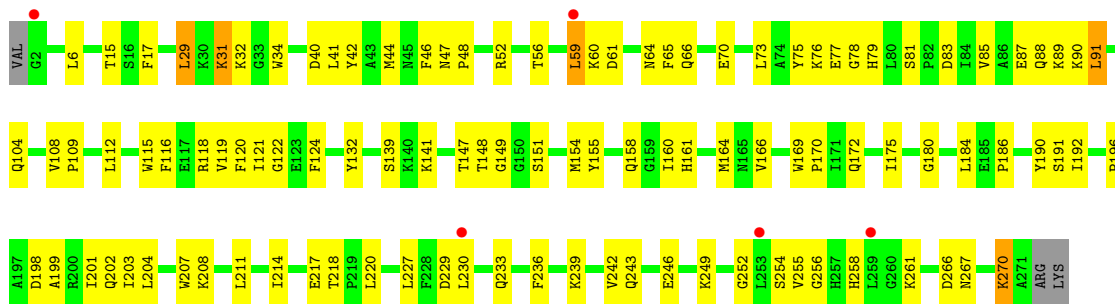 VAL G2 L6 T15 S16 F17 L29 K30 K31 K32 G33 W34 D40 L41 Y42 A43 M44 N45 F46 N47 P48 R52 T56 L59 K60 D61 N64 F65 Q66 E70 L73 A74 Y75 K76 E77 G78 H79 L80 S81 P82 D83 I84 V85 A86 E87 Q88 K89 K90 L91
Q104 V108 P109 L112 W115 F116 E117 R118 V119 F120 I121 G122 E123 F124 Y132 S139 K140 K141 T147 T148 G149 G150 S151 M154 Y155 Q158 G159 I160 H161 M164 N165 V166 W169 P170 I171 Q172 I175 G180 L184 E185 P186 Y190 S191 I192
A197 D198 A199 R200 I201 Q202 I203 L204 W207 K208 L211 I214 E217 T218 P219 L220 L227 F228 D229 L230 Q233 F236 K239 V242 Q243 E246 K249 G252 L253 S254 V255 G256 H257 H258 L259 G260 K261 D266 N267 K270 A271 ARG LYS